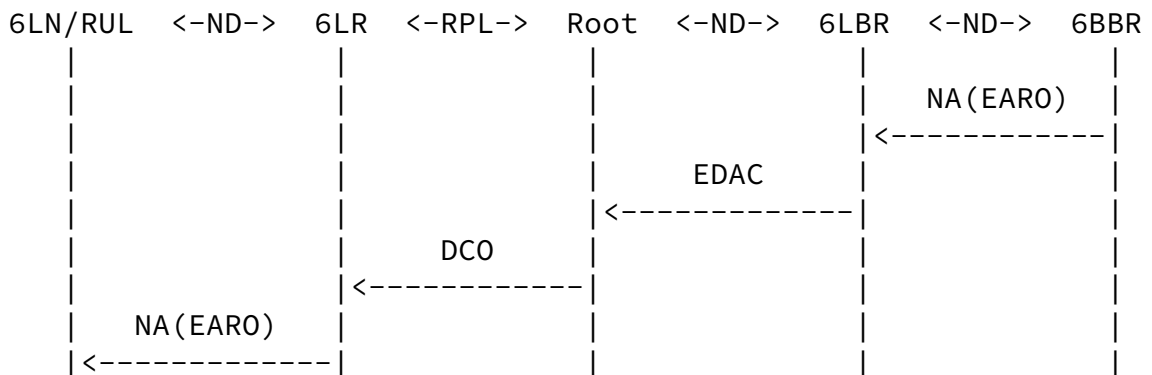 6LN/RUL <-ND-> 6LR <-RPL-> Root <-ND-> 6LBR <-ND-> 6BBR
NA(EARO)
EDAC
DCO
NA(EARO)